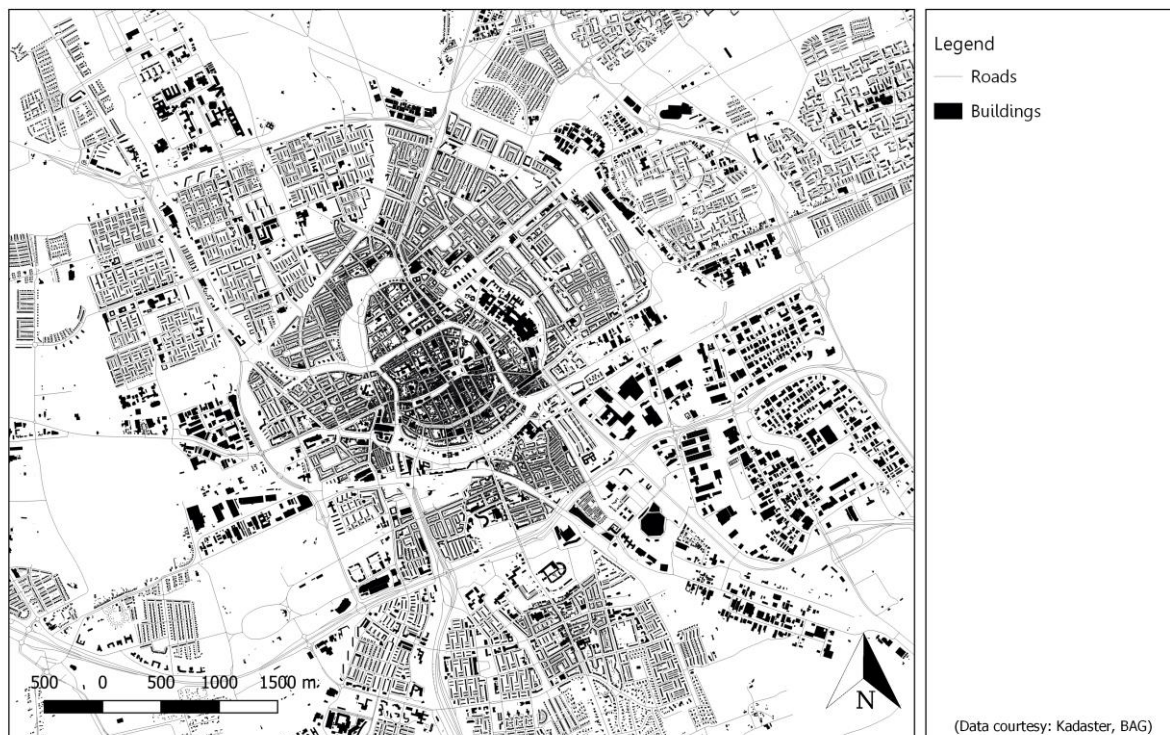 Legend
Roads
Buildings
500 0 500 1000 1500 m
N
(Data courtesy: Kadaster, BAG)